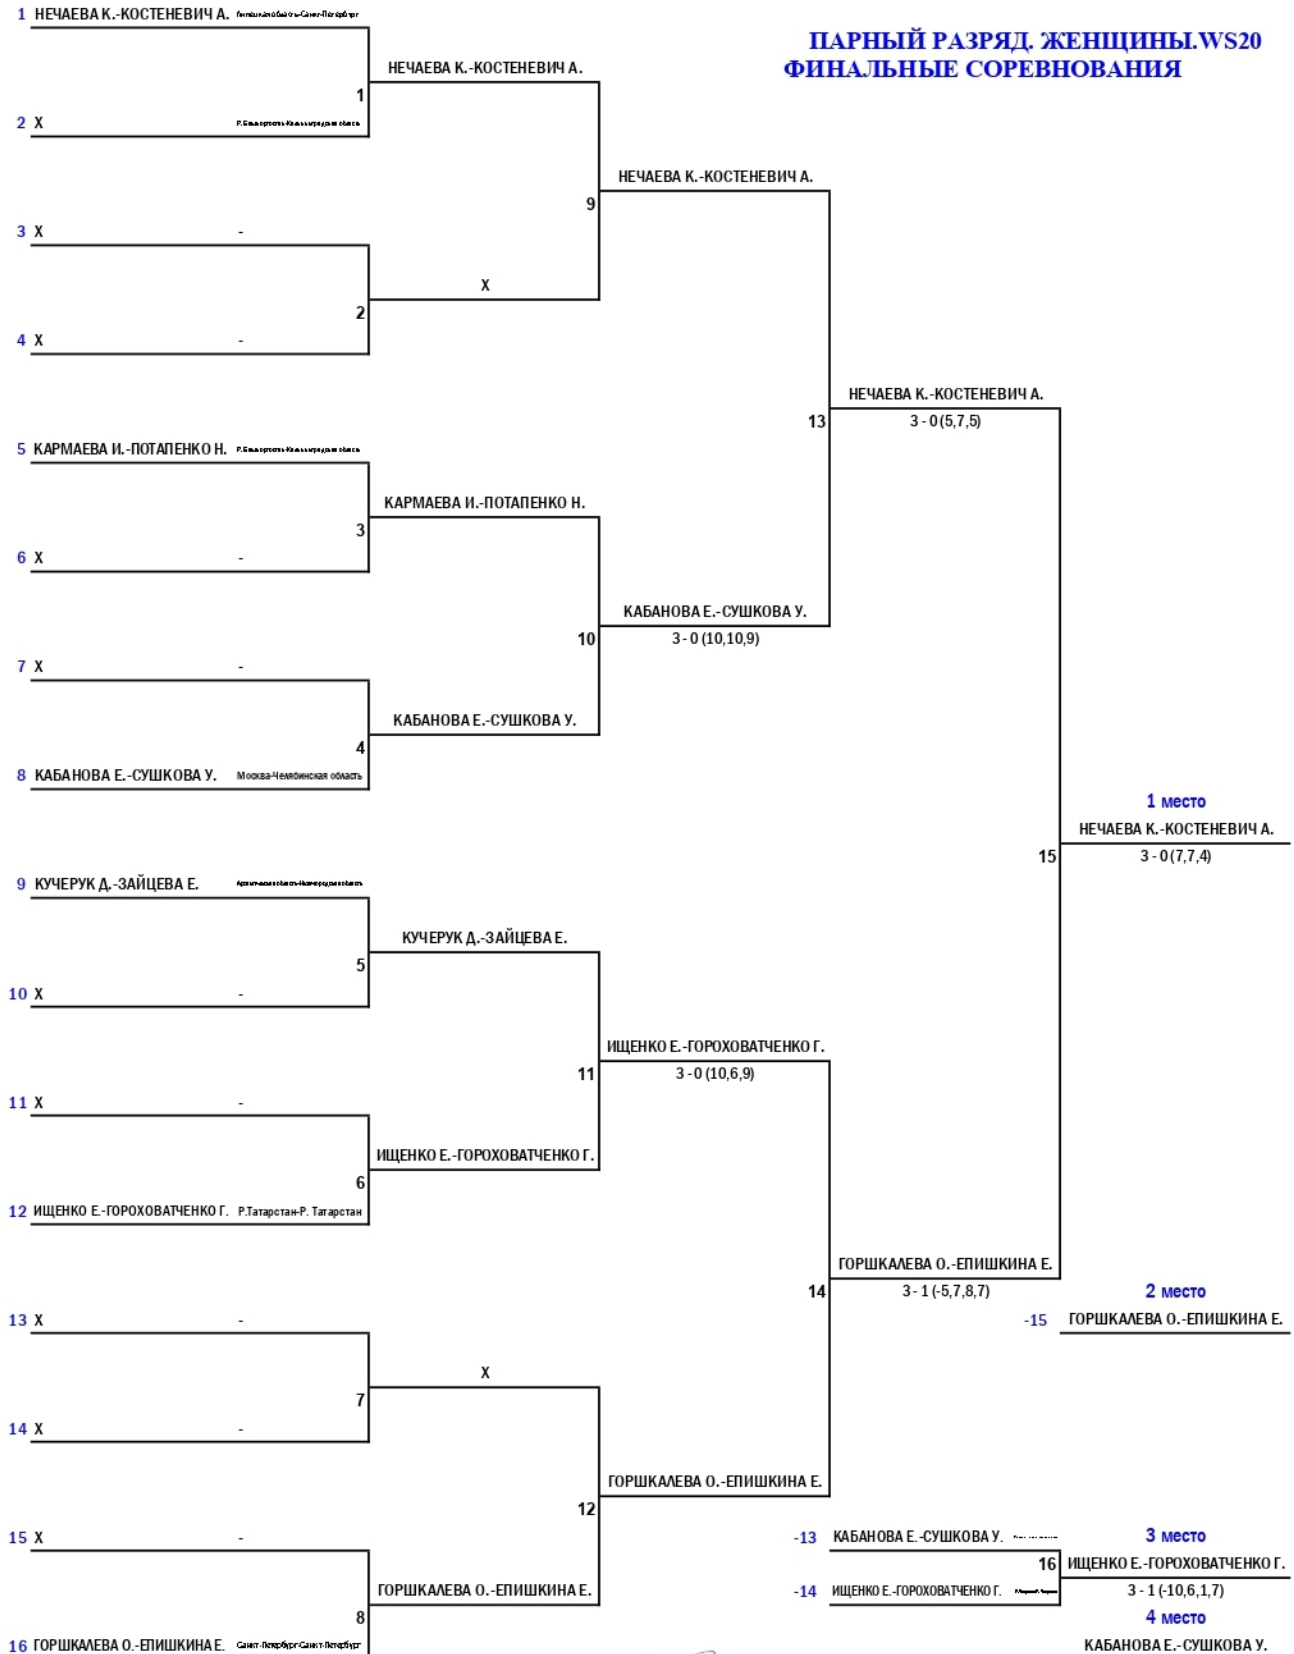 1 НЕЧАЕВА К.-КОСТЕНЕВИЧ А. Липецкая область-Санкт-Петербург
ПАРНЫЙ РАЗРЯД. ЖЕНЩИНЫ.WS20
ФИНАЛЬНЫЕ СОРЕВНОВАНИЯ
НЕЧАЕВА К.-КОСТЕНЕВИЧ А.
1
2 X
НЕЧАЕВА К.-КОСТЕНЕВИЧ А.
9
3 X -
X
2
4 X -
НЕЧАЕВА К.-КОСТЕНЕВИЧ А.
13
3 - 0 (5,7,5)
5 КАРМАЕВА И.-ПОТАПЕНКО Н.
КАРМАЕВА И.-ПОТАПЕНКО Н.
3
6 X -
КАБАНОВА Е.-СУШКОВА У.
10
3 - 0 (10,10,9)
7 X -
КАБАНОВА Е.-СУШКОВА У.
4
8 КАБАНОВА Е.-СУШКОВА У. Москва-Челябинская область
1 место
НЕЧАЕВА К.-КОСТЕНЕВИЧ А.
15
3 - 0 (7,7,4)
9 КУЧЕРУК Д.-ЗАЙЦЕВА Е.
КУЧЕРУК Д.-ЗАЙЦЕВА Е.
5
10 X -
ИЩЕНКО Е.-ГОРОХОВАТЧЕНКО Г.
11
3 - 0 (10,6,9)
11 X -
ИЩЕНКО Е.-ГОРОХОВАТЧЕНКО Г.
6
12 ИЩЕНКО Е.-ГОРОХОВАТЧЕНКО Г. Р.Татарстан-Р. Татарстан
ГОРШКАЛЕВА О.-ЕПИШКИНА Е.
14
3 - 1 (-5,7,8,7)
2 место
-15 ГОРШКАЛЕВА О.-ЕПИШКИНА Е.
13 X -
X
7
14 X -
ГОРШКАЛЕВА О.-ЕПИШКИНА Е.
12
15 X -
-13 КАБАНОВА Е.-СУШКОВА У.
3 место
16 ИЩЕНКО Е.-ГОРОХОВАТЧЕНКО Г.
ГОРШКАЛЕВА О.-ЕПИШКИНА Е.
-14 ИЩЕНКО Е.-ГОРОХОВАТЧЕНКО Г.
3 - 1 (-10,6,1,7)
8
4 место
16 ГОРШКАЛЕВА О.-ЕПИШКИНА Е. Санкт-Петербург-Санкт-Петербург
КАБАНОВА Е.-СУШКОВА У.